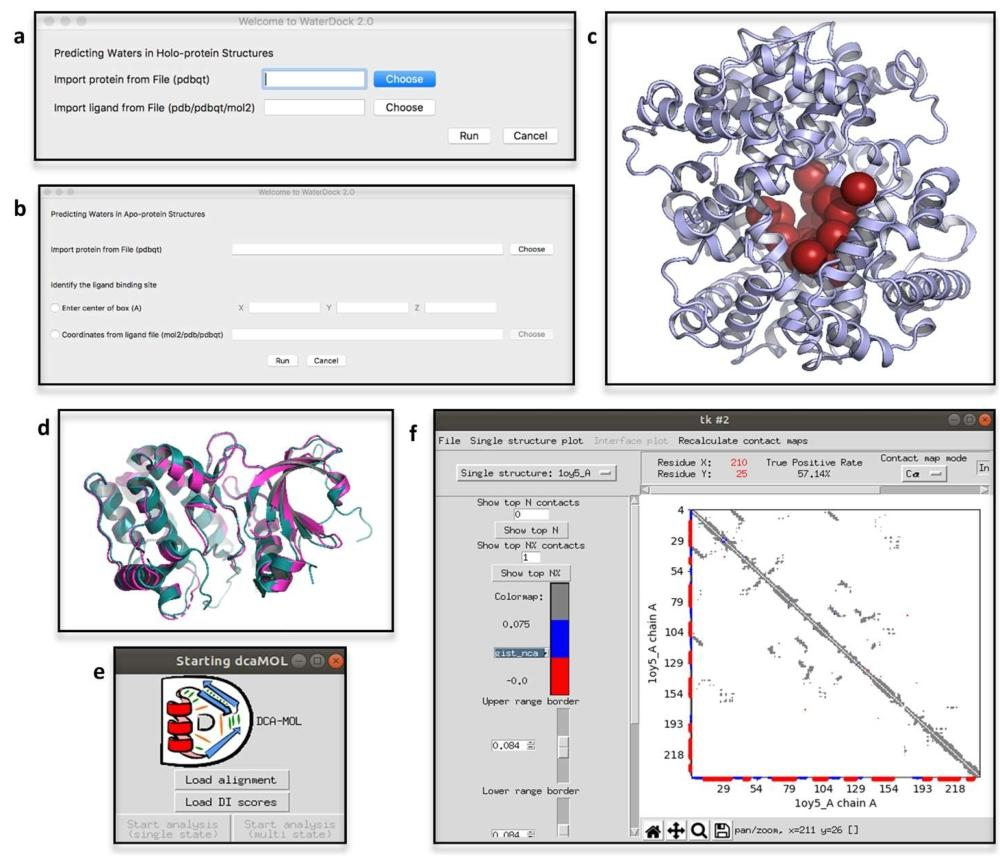 a
Welcome to WaterDock 2.0
Predicting Waters in Holo-protein Structures
Import protein from File (pdbqt)
Choose
Import ligand from File (pdb/pdbqt/mol2)
Choose
Run
Cancel
b
Welcome to WaterDock 2.0
Predicting Waters in Apo-protein Structures
Import protein from File (pdbqt)
Choose
Identify the ligand binding site
Enter center of box (A)
X
Y
Z
Coordinates from ligand file (mol2/pdb/pdbqt)
Choose
Run
Cancel
c
d
e
Starting dcaMOL
DCA-MOL
Load alignment
Load DI scores
Start analysis
(single state)
Start analysis
(multi state)
f
tk #2
File Single structure plot Interface plot Recalculate contact maps
Single structure: 1oy5_A
Residue X: 210
Residue Y: 25
True Positive Rate
57.14%
Contact map mode
Cα
In
Show top N contacts
0
Show top N
Show top N% contacts
1
Show top N%
Colormap:
0.075
gist_nca
-0.0
Upper range border
0.084
Lower range border
0.084
4
29
54
79
104
129
154
193
218
1oy5_A chain A
29 54 79 104 129 154 193 218
1oy5_A chain A
pan/zoom, x=211 y=26 []